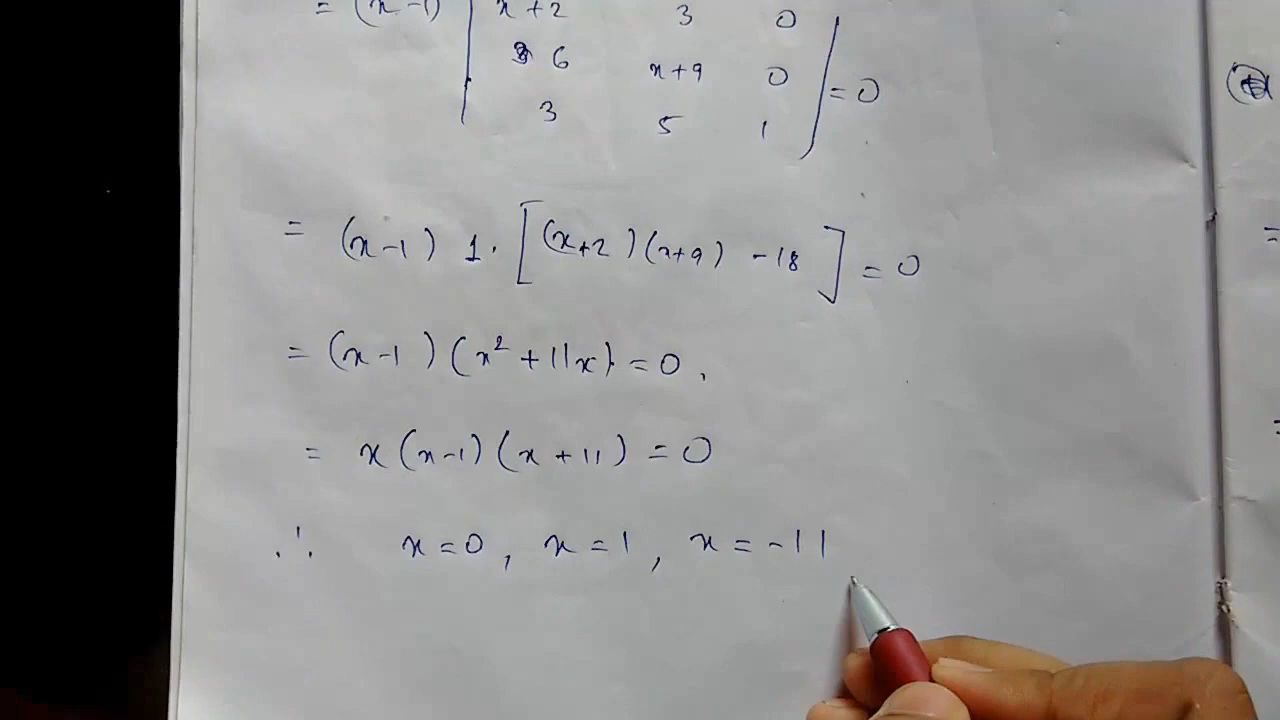 = (x-1) | x+2 3 0
6 x+9 0 | = 0
3 5 1
= (x-1) 1. [(x+2)(x+9) -18] = 0
= (x-1)(x²+11x) = 0,
= x(x-1)(x+11) = 0
∴ x=0, x=1, x=-11